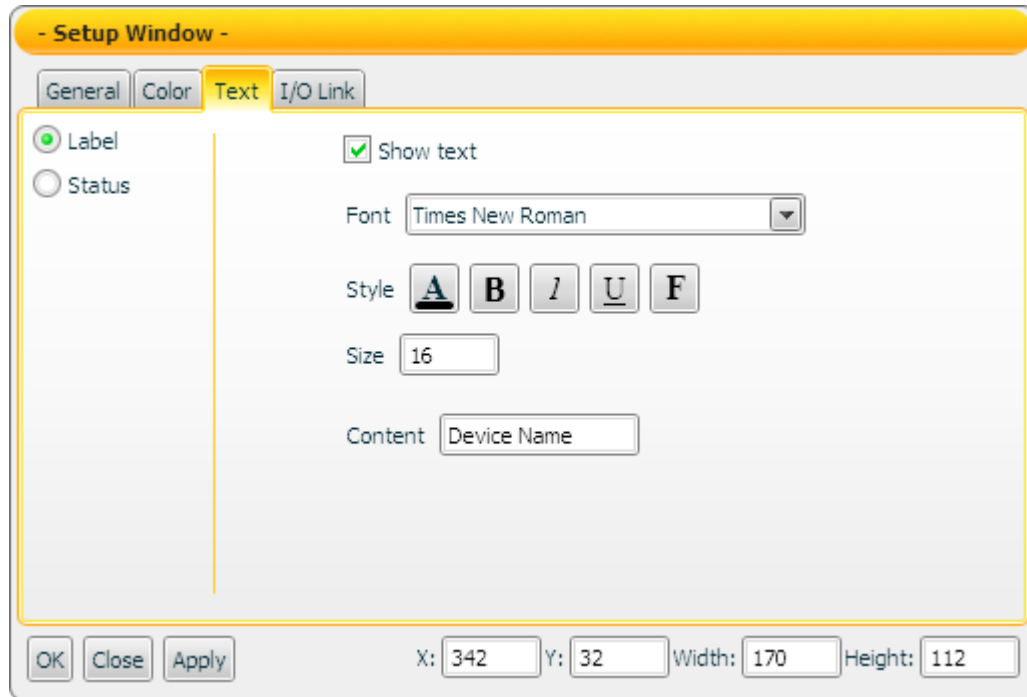 - Setup Window -
General Color Text I/O Link
Label
Status
Show text
Font Times New Roman
Style A B I U F
Size 16
Content Device Name
OK Close Apply X: 342 Y: 32 Width: 170 Height: 112